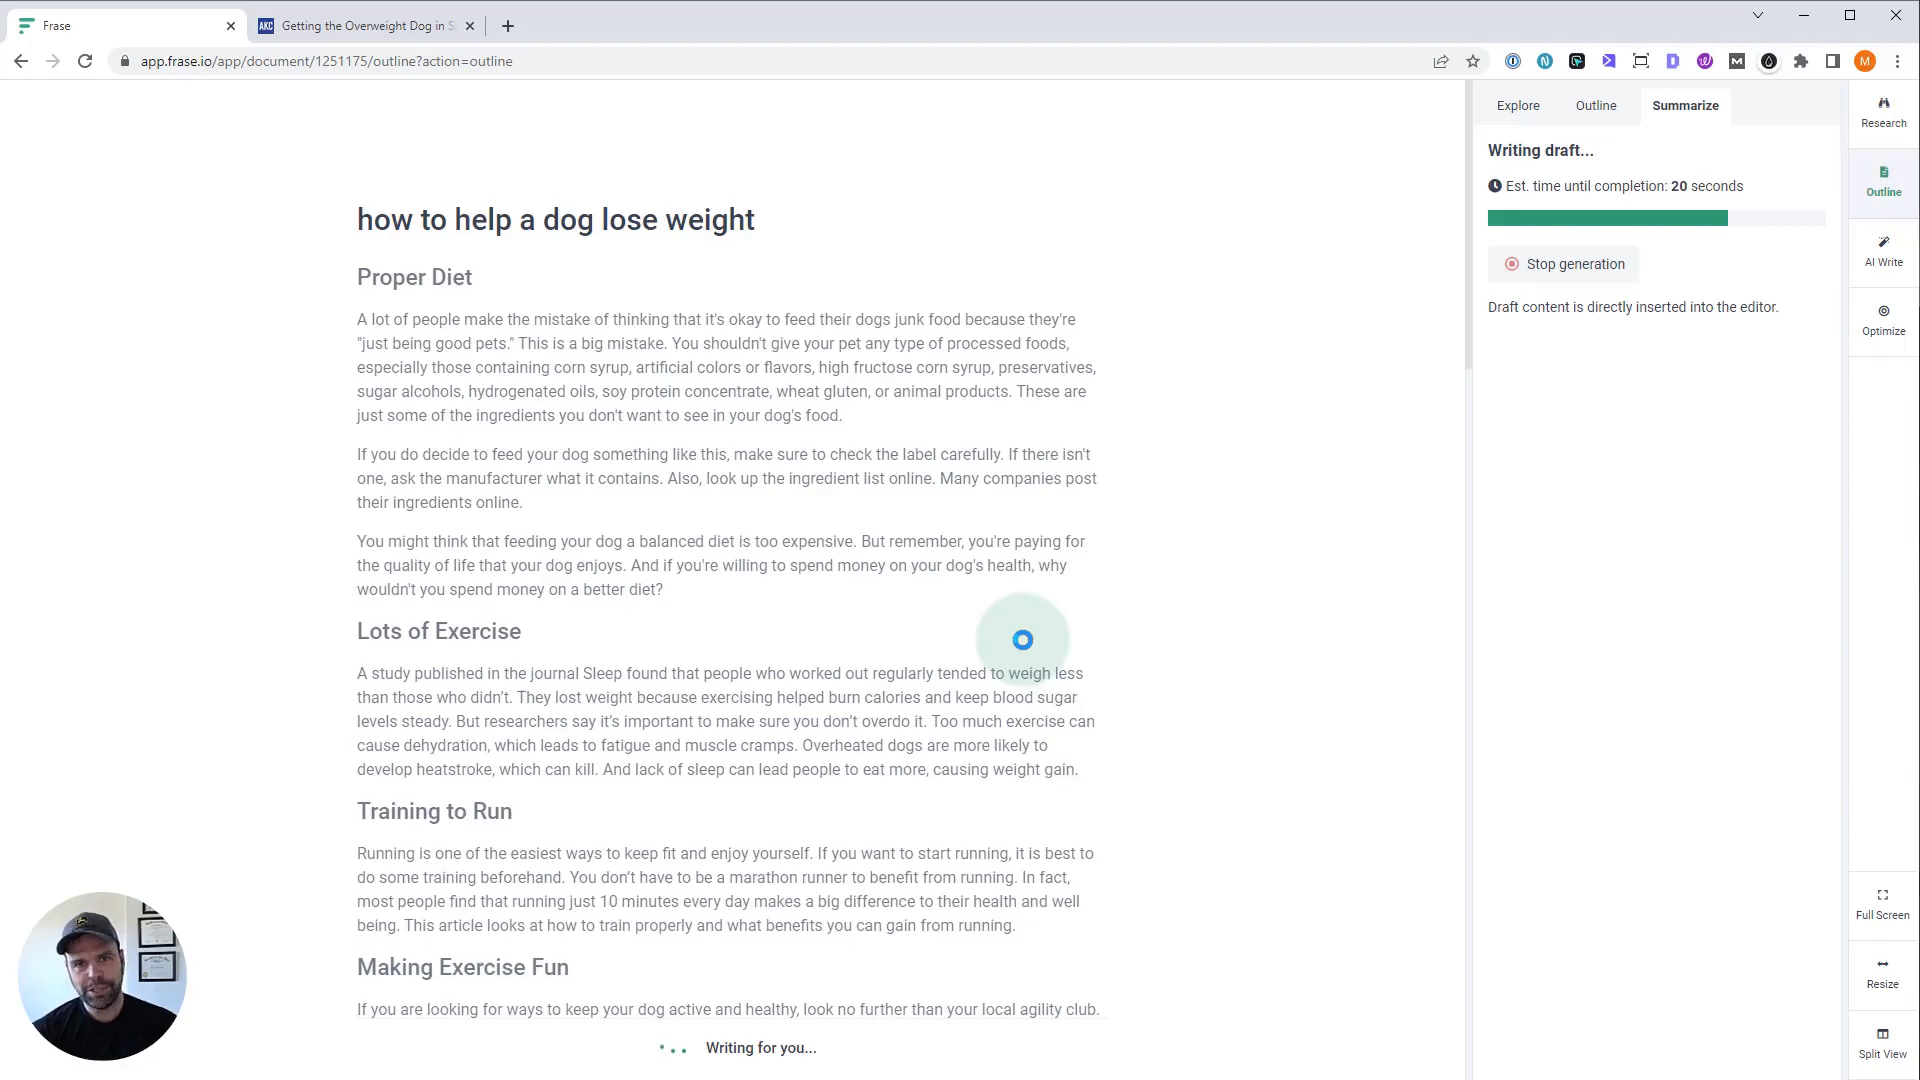 Frase
AKC
Getting the Overweight Dog in S
app.frase.io/app/document/1251175/outline?action=outline
M
how to help a dog lose weight
Proper Diet
A lot of people make the mistake of thinking that it's okay to feed their dogs junk food because they're
"just being good pets." This is a big mistake. You shouldn't give your pet any type of processed foods,
especially those containing corn syrup, artificial colors or flavors, high fructose corn syrup, preservatives,
sugar alcohols, hydrogenated oils, soy protein concentrate, wheat gluten, or animal products. These are
just some of the ingredients you don't want to see in your dog's food.
If you do decide to feed your dog something like this, make sure to check the label carefully. If there isn't
one, ask the manufacturer what it contains. Also, look up the ingredient list online. Many companies post
their ingredients online.
You might think that feeding your dog a balanced diet is too expensive. But remember, you're paying for
the quality of life that your dog enjoys. And if you're willing to spend money on your dog's health, why
wouldn't you spend money on a better diet?
Lots of Exercise
A study published in the journal Sleep found that people who worked out regularly tended to weigh less
than those who didn’t. They lost weight because exercising helped burn calories and keep blood sugar
levels steady. But researchers say it’s important to make sure you don’t overdo it. Too much exercise can
cause dehydration, which leads to fatigue and muscle cramps. Overheated dogs are more likely to
develop heatstroke, which can kill. And lack of sleep can lead people to eat more, causing weight gain.
Training to Run
Running is one of the easiest ways to keep fit and enjoy yourself. If you want to start running, it is best to
do some training beforehand. You don’t have to be a marathon runner to benefit from running. In fact,
most people find that running just 10 minutes every day makes a big difference to their health and well
being. This article looks at how to train properly and what benefits you can gain from running.
Making Exercise Fun
If you are looking for ways to keep your dog active and healthy, look no further than your local agility club.
Writing for you...
Explore
Outline
Summarize
Writing draft...
Est. time until completion: 20 seconds
Stop generation
Draft content is directly inserted into the editor.
Research
Outline
AI Write
Optimize
Full Screen
Resize
Split View